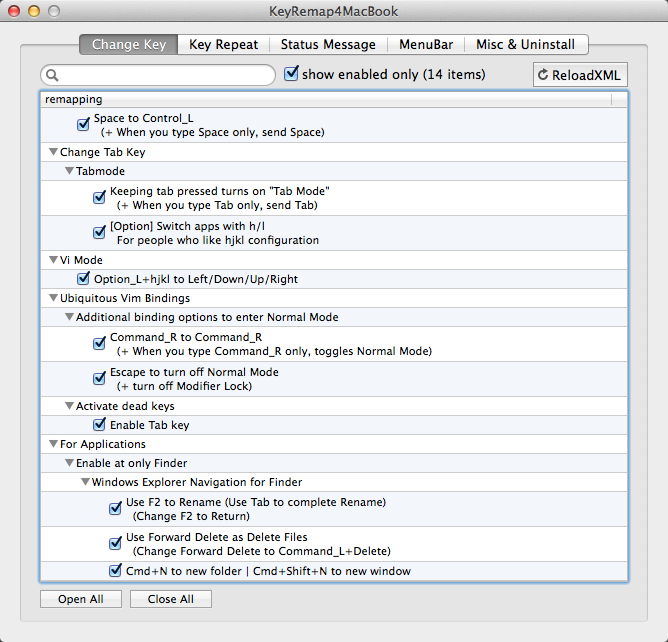 KeyRemap4MacBook
Change Key
Key Repeat
Status Message
MenuBar
Misc & Uninstall
show enabled only (14 items)
ReloadXML
remapping
Space to Control_L
(+ When you type Space only, send Space)
Change Tab Key
Tabmode
Keeping tab pressed turns on "Tab Mode"
(+ When you type Tab only, send Tab)
[Option] Switch apps with h/l
For people who like hjkl configuration
Vi Mode
Option_L+hjkl to Left/Down/Up/Right
Ubiquitous Vim Bindings
Additional binding options to enter Normal Mode
Command_R to Command_R
(+ When you type Command_R only, toggles Normal Mode)
Escape to turn off Normal Mode
(+ turn off Modifier Lock)
Activate dead keys
Enable Tab key
For Applications
Enable at only Finder
Windows Explorer Navigation for Finder
Use F2 to Rename (Use Tab to complete Rename)
(Change F2 to Return)
Use Forward Delete as Delete Files
(Change Forward Delete to Command_L+Delete)
Cmd+N to new folder | Cmd+Shift+N to new window
Open All
Close All